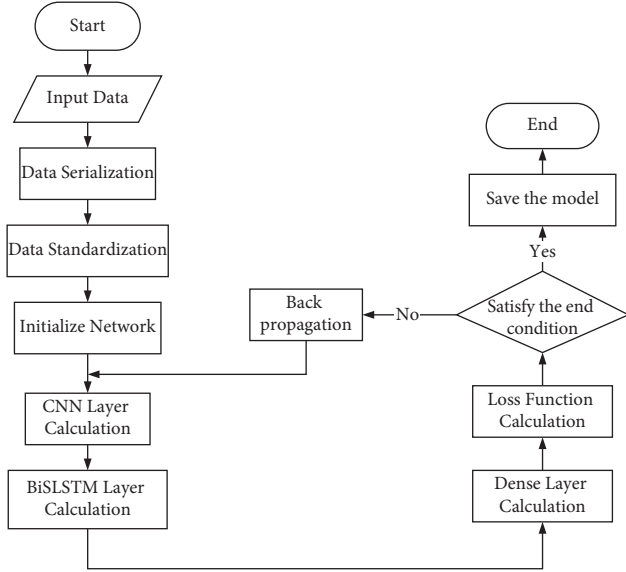 Start
Input Data
Data Serialization
Data Standardization
Initialize Network
CNN Layer
Calculation
BiSLSTM Layer
Calculation
Back
propagation
No
End
Save the model
Yes
Satisfy the end
condition
Loss Function
Calculation
Dense Layer
Calculation